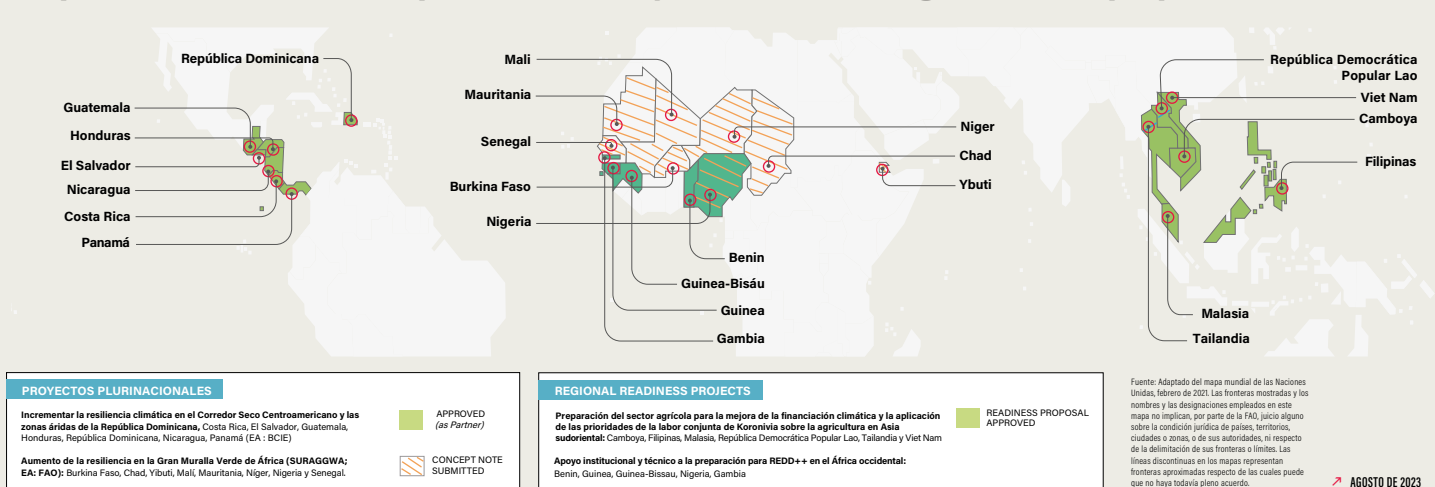 República Dominicana
Guatemala
Honduras
El Salvador
Nicaragua
Costa Rica
Panamá
Mali
Mauritania
Senegal
Burkina Faso
Nigeria
Benin
Guinea-Bisáu
Guinea
Gambia
Niger
Chad
Ybuti
República Democrática
Popular Lao
Viet Nam
Camboya
Filipinas
Malasia
Tailandia
PROYECTOS PLURINACIONALES
Incrementar la resiliencia climática en el Corredor Seco Centroamericano y las
zonas áridas de la República Dominicana, Costa Rica, El Salvador, Guatemala,
Honduras, República Dominicana, Nicaragua, Panamá (EA : BCIE)
Aumento de la resiliencia en la Gran Muralla Verde de África (SURAGGWA;
EA: FAO): Burkina Faso, Chad, Yibuti, Malí, Mauritania, Níger, Nigeria y Senegal.
APPROVED
(as Partner)
CONCEPT NOTE
SUBMITTED
REGIONAL READINESS PROJECTS
Preparación del sector agrícola para la mejora de la financiación climática y la aplicación
de las prioridades de la labor conjunta de Koronivia sobre la agricultura en Asia
sudoriental: Camboya, Filipinas, Malasia, República Democrática Popular Lao, Tailandia y Viet Nam
Apoyo institucional y técnico a la preparación para REDD++ en el África occidental:
Benin, Guinea, Guinea-Bissau, Nigeria, Gambia
READINESS PROPOSAL
APPROVED
Fuente: Adaptado del mapa mundial de las Naciones
Unidas, febrero de 2021. Las fronteras mostradas y los
nombres y las designaciones empleados en este
mapa no implican, por parte de la FAO, juicio alguno
sobre la condición jurídica de países, territorios,
ciudades o zonas, o de sus autoridades, ni respecto
de la delimitación de sus fronteras o límites. Las
líneas discontinuas en los mapas representan
fronteras aproximadas respecto de las cuales puede
que no haya todavía pleno acuerdo.
AGOSTO DE 2023